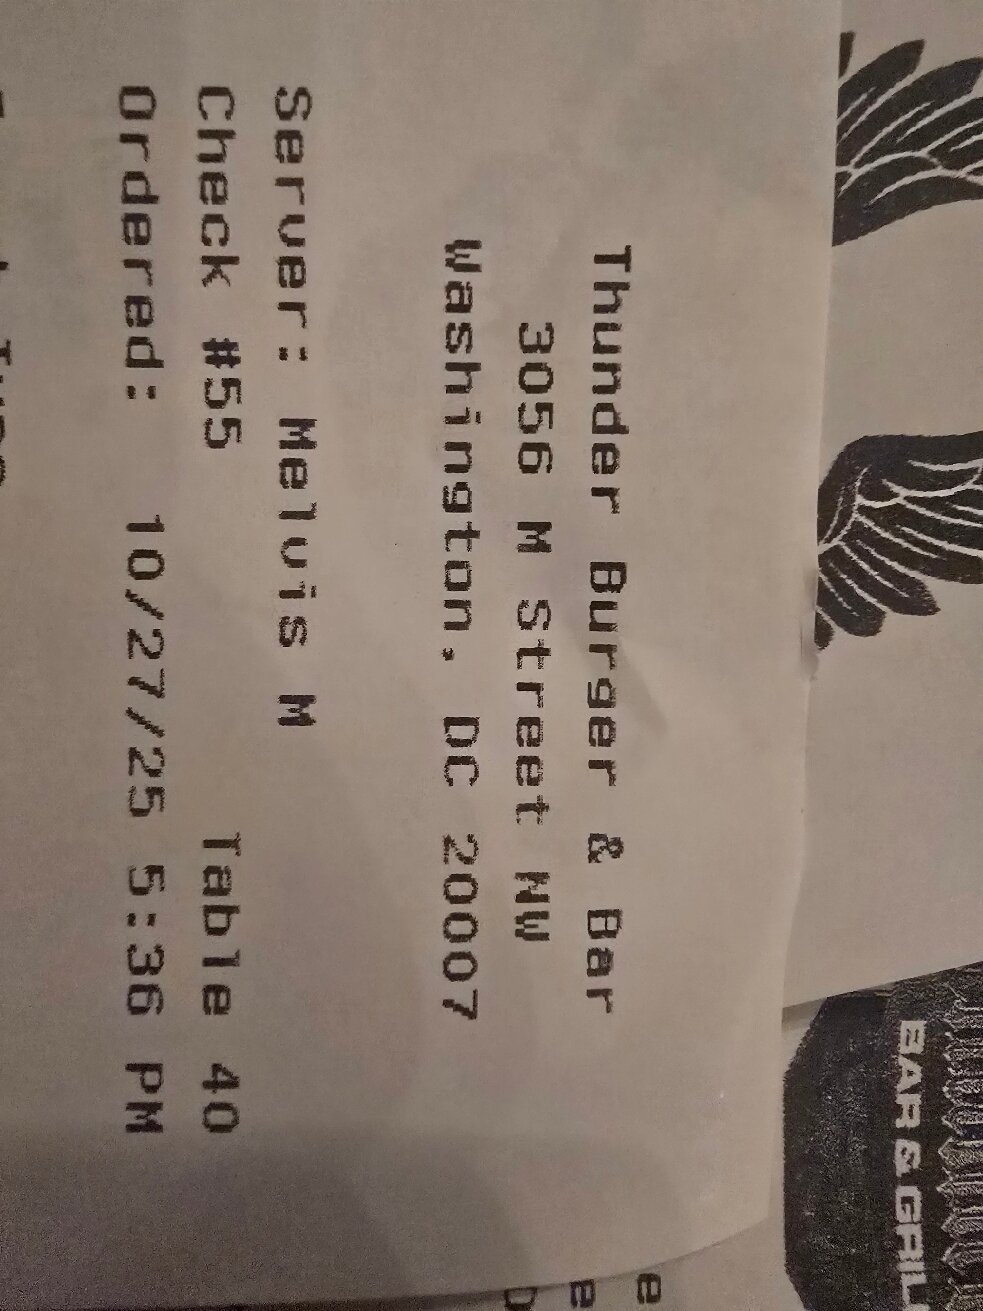 Thunder Burger & Bar
3056 M Street NW
Washington, DC 20007
Server: Melvis M
Check #55 Table 40
Ordered: 10/27/25 5:36 PM
BAR & GRILL